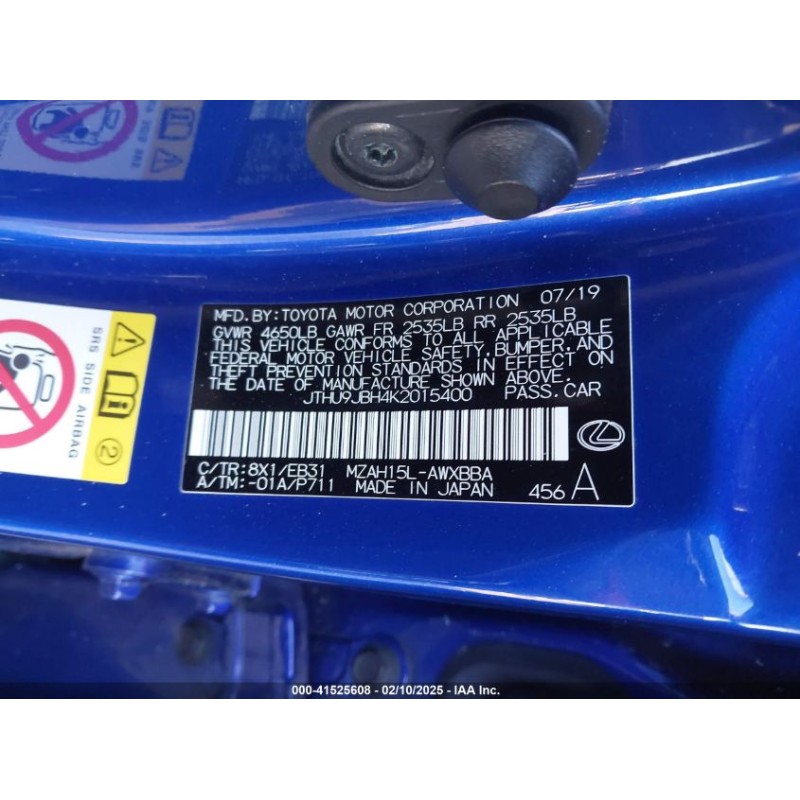 MFD. BY: TOYOTA MOTOR CORPORATION 07/19
GVWR 4650LB GAWR FR 2535LB RR 2535LB
THIS VEHICLE CONFORMS TO ALL APPLICABLE
FEDERAL MOTOR VEHICLE SAFETY, BUMPER, AND
THEFT PREVENTION STANDARDS IN EFFECT ON
THE DATE OF MANUFACTURE SHOWN ABOVE.
JTHU9JBH4K2015400 PASS. CAR
C/TR: 8X1/EB31 MZAH15L-AWXBBA
A/TM: -01A/P711 MADE IN JAPAN 456 A
SRS SIDE AIRBAG
2
000-41525608 — 02/10/2025 — IAA Inc.